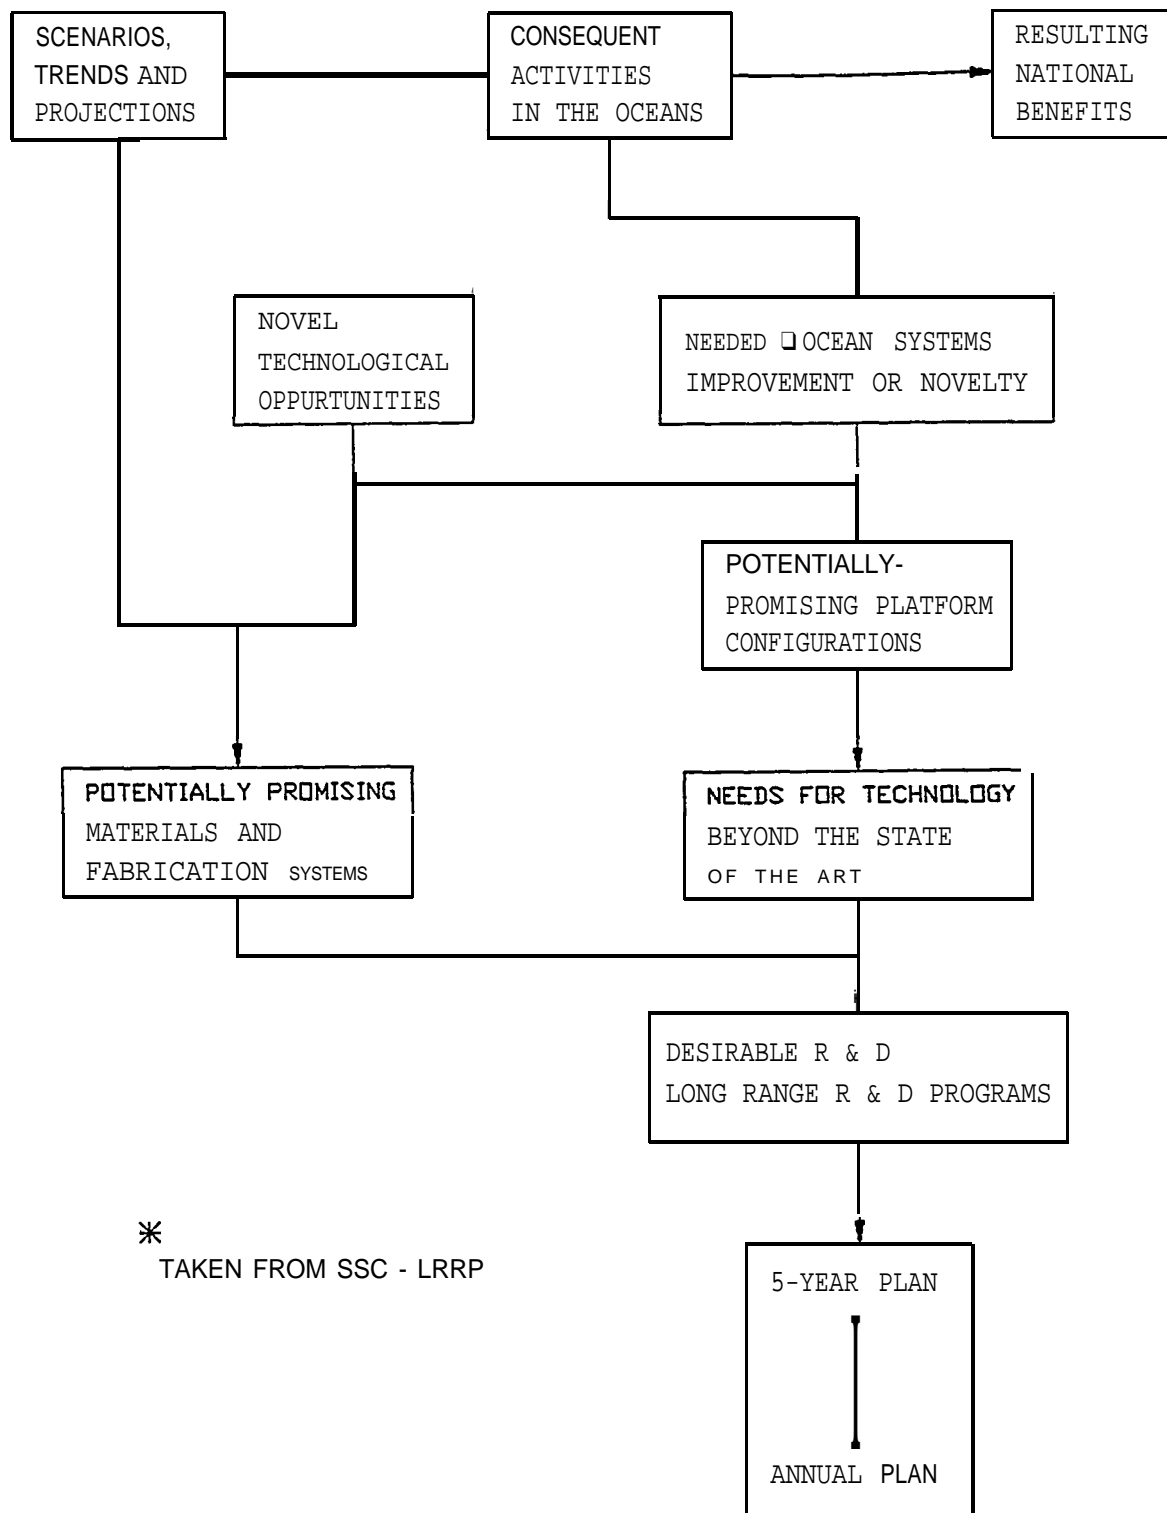 SCENARIOS,
TRENDS AND
PROJECTIONS
CONSEQUENT
ACTIVITIES
IN THE OCEANS
RESULTING
NATIONAL
BENEFITS
NOVEL
TECHNOLOGICAL
OPPURTUNITIES
NEEDED ❑ OCEAN SYSTEMS
IMPROVEMENT OR NOVELTY
POTENTIALLY-
PROMISING PLATFORM
CONFIGURATIONS
POTENTIALLY PROMISING
MATERIALS AND
FABRICATION SYSTEMS
NEEDS FOR TECHNOLOGY
BEYOND THE STATE
OF THE ART
DESIRABLE R & D
LONG RANGE R & D PROGRAMS
*
TAKEN FROM SSC - LRRP
5-YEAR PLAN
ANNUAL PLAN